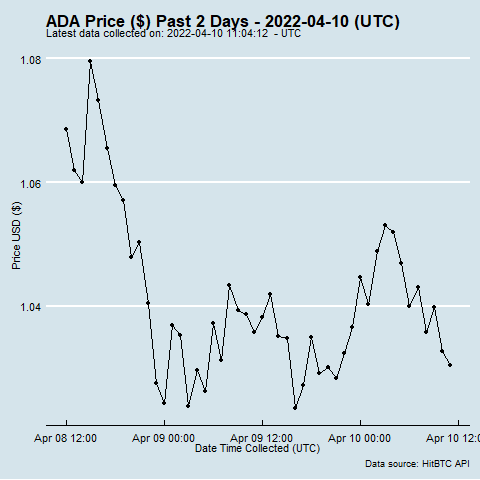 ADA Price ($) Past 2 Days - 2022-04-10 (UTC)
Latest data collected on: 2022-04-10 11:04:12 - UTC
1.08
1.06
1.04
Price USD ($)
Apr 08 12:00 Apr 09 00:00 Apr 09 12:00 Apr 10 00:00 Apr 10 12:0
Date Time Collected (UTC)
Data source: HitBTC API